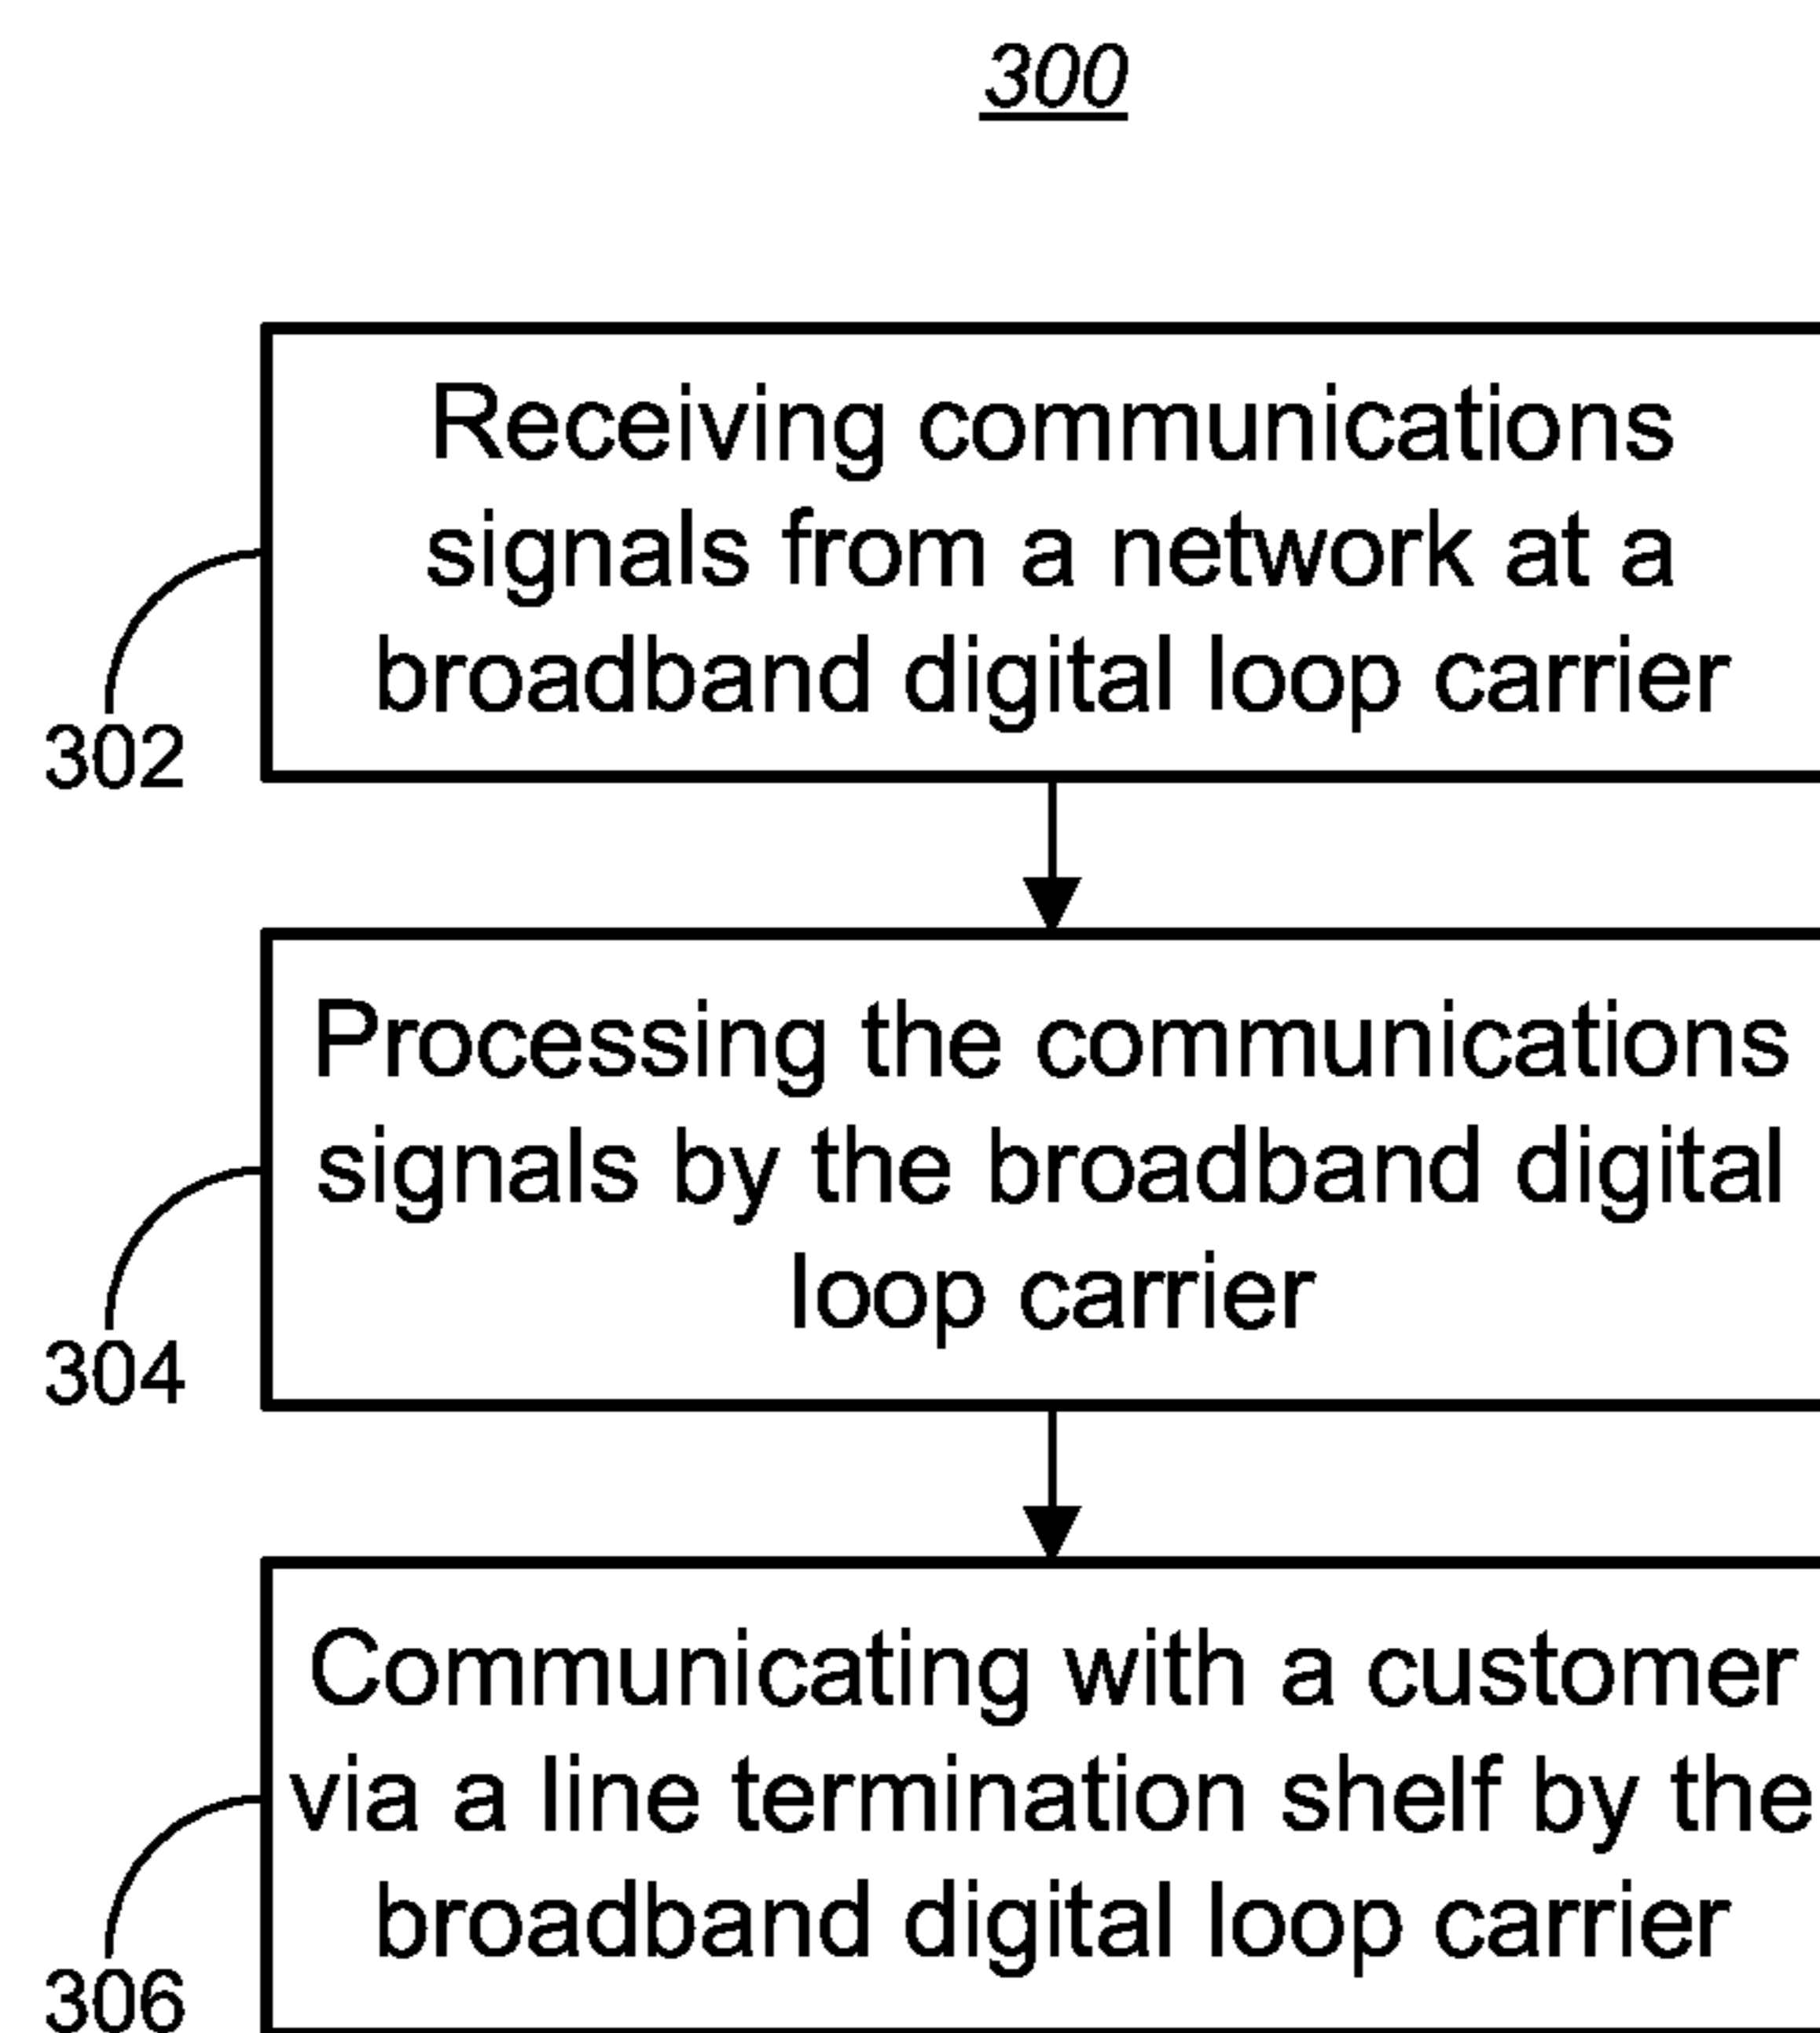 300
Receiving communications
signals from a network at a
broadband digital loop carrier
302
Processing the communications
signals by the broadband digital
loop carrier
304
Communicating with a customer
via a line termination shelf by the
broadband digital loop carrier
306